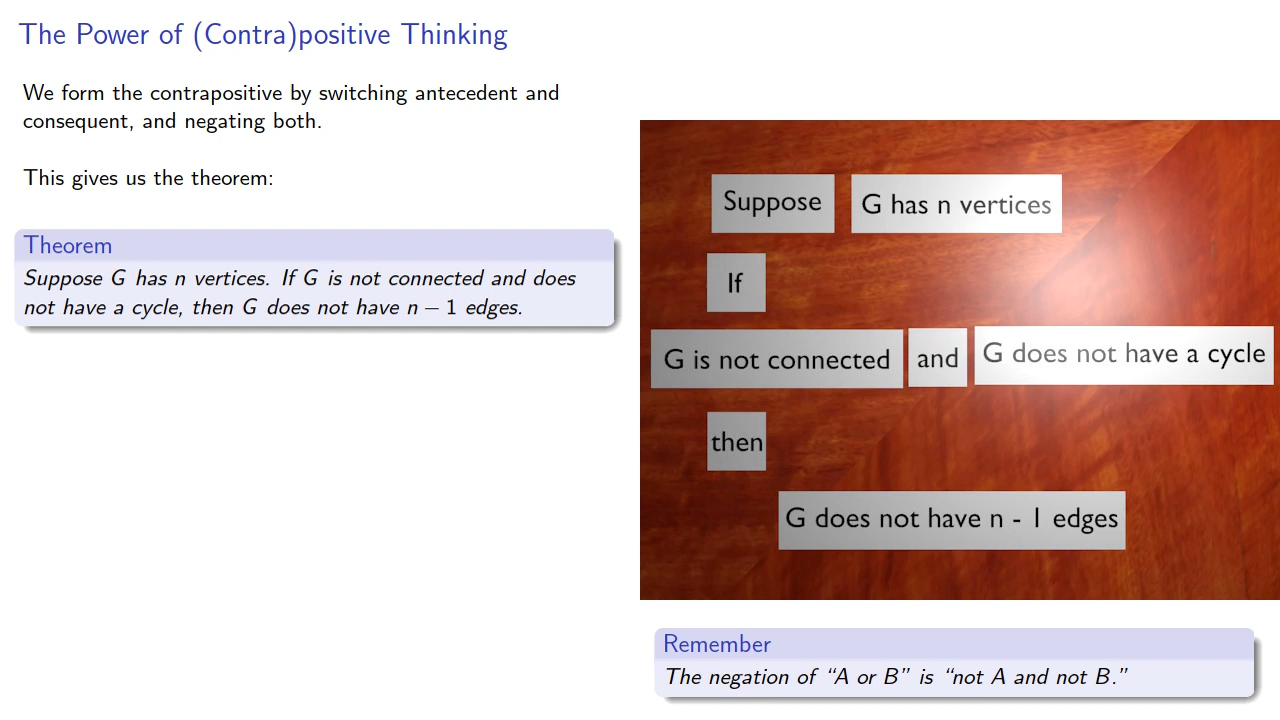 The Power of (Contra)positive Thinking
We form the contrapositive by switching antecedent and
consequent, and negating both.
This gives us the theorem:
Theorem
Suppose G has n vertices. If G is not connected and does
not have a cycle, then G does not have n − 1 edges.
Suppose G has n vertices
If
G is not connected and G does not have a cycle
then
G does not have n - 1 edges
Remember
The negation of “A or B” is “not A and not B.”